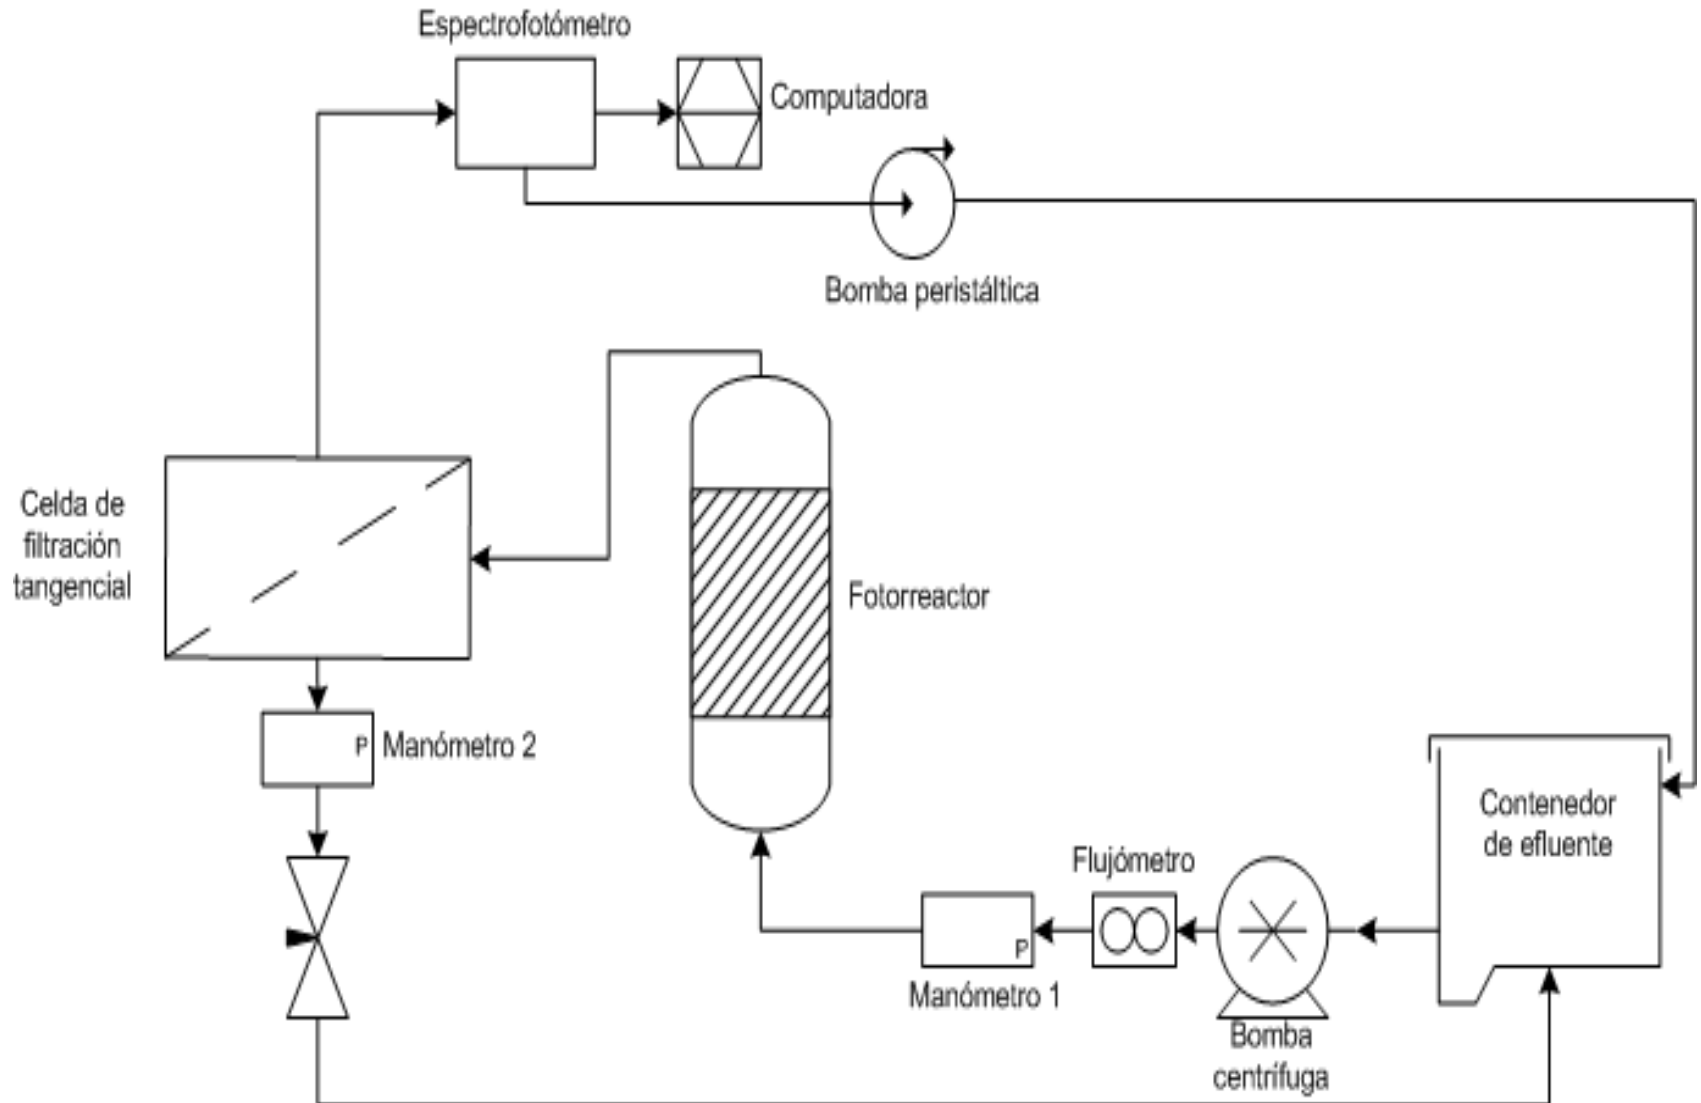 Espectrofotómetro
Computadora
Bomba peristáltica
Celda de
filtración
tangencial
Fotorreactor
P
Manómetro 2
Contenedor
de efluente
Flujómetro
P
Manómetro 1
Bomba
centrífuga